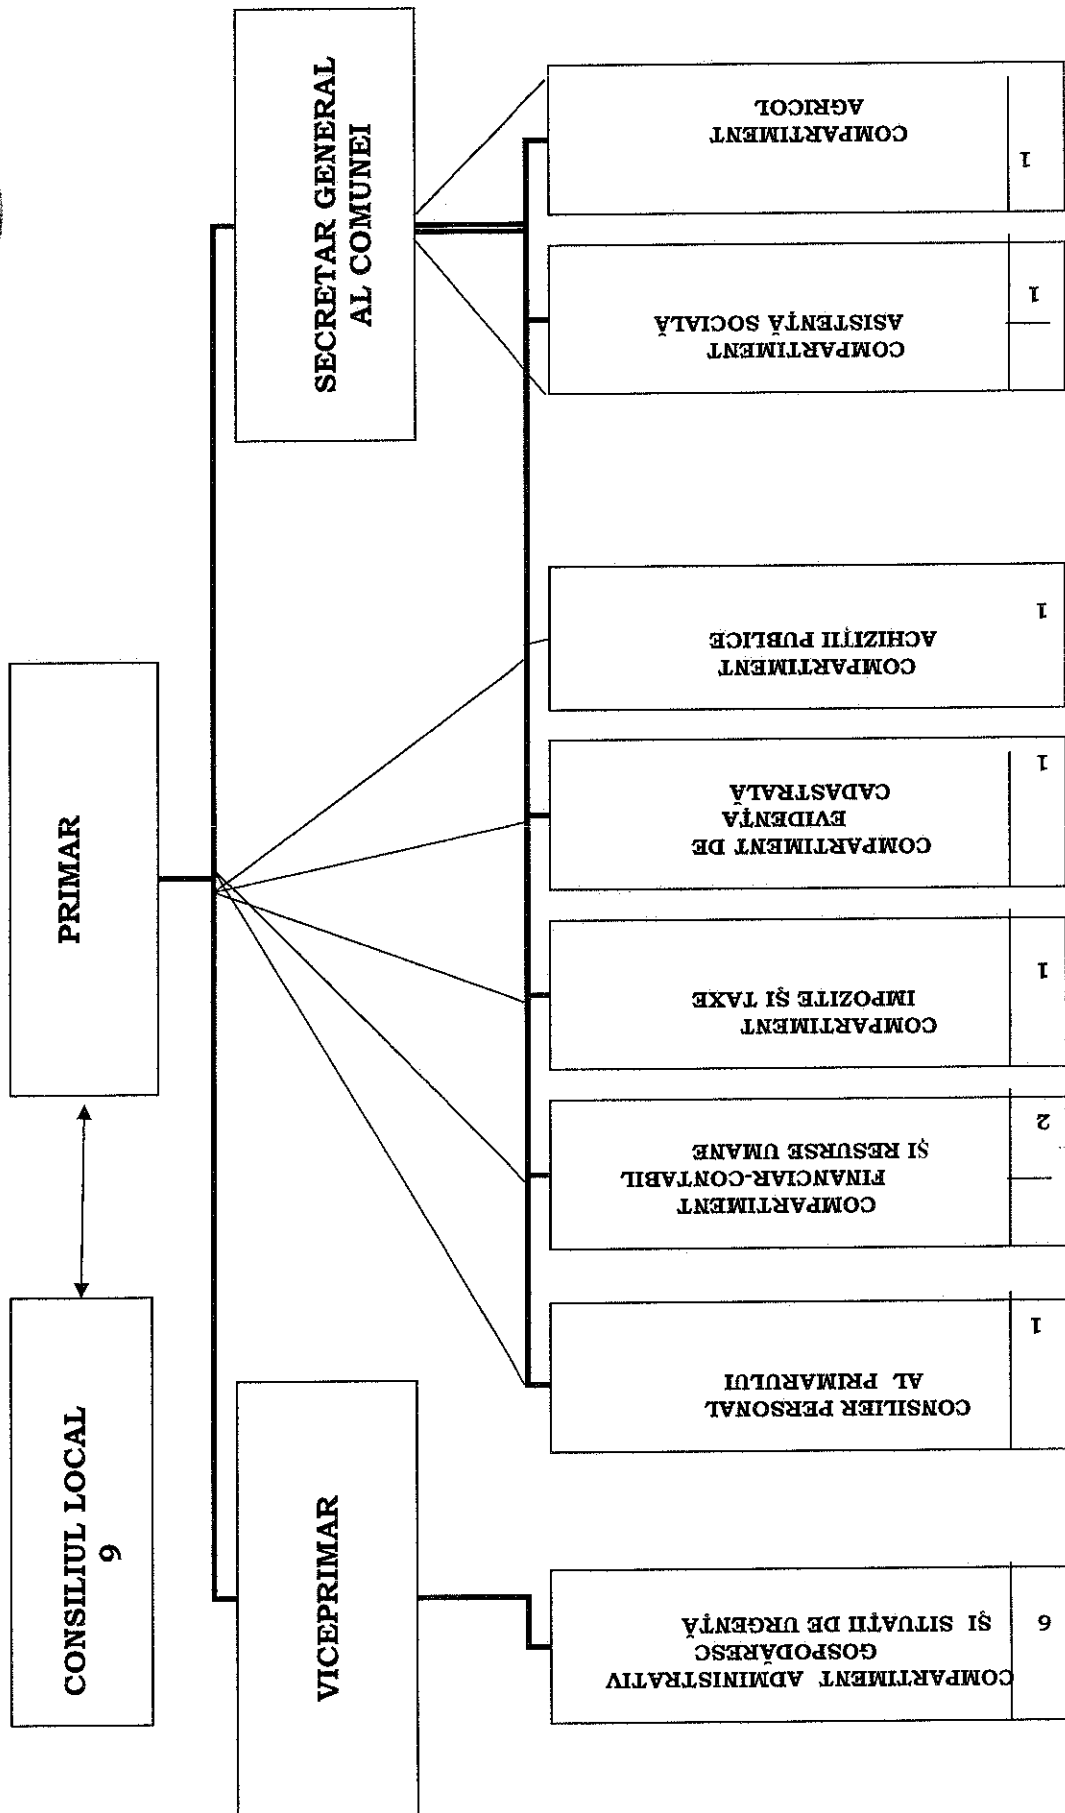 CONSILIUL LOCAL
9
PRIMAR
VICEPRIMAR
SECRETAR GENERAL
AL COMUNEI
COMPARTIMENT ADMINISTRATIV
GOSPODĂRESC
ȘI SITUAȚII DE URGENȚĂ
9
CONSILIER PERSONAL
AL PRIMARULUI
1
COMPARTIMENT
FINANCIAR-CONTABIL
ȘI RESURSE UMANE
2
COMPARTIMENT
IMPOZITE ȘI TAXE
1
COMPARTIMENT DE
EVIDENȚĂ
CADASTRALĂ
1
COMPARTIMENT
ACHIZIȚII PUBLICE
1
COMPARTIMENT
ASISTENȚĂ SOCIALĂ
1
COMPARTIMENT
AGRICOL
1